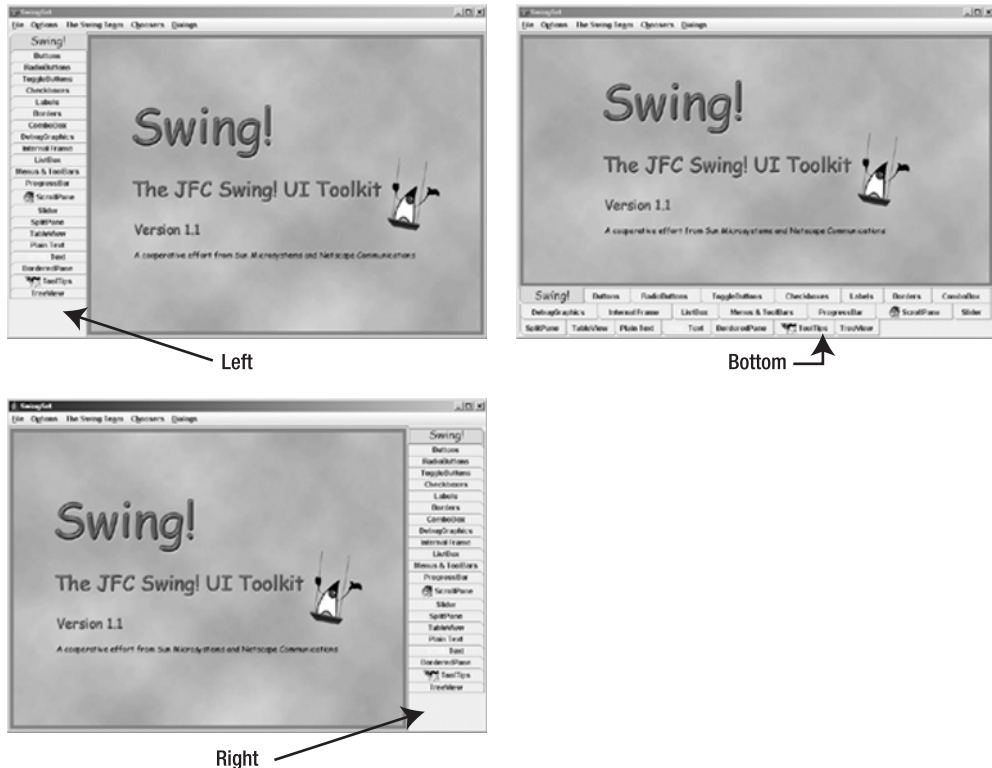 SwingSet
File Options The Swing Team Choosers Dialogs
Swing!
Buttons
RadioButtons
ToggleButtons
Checkboxes
Labels
Borders
ComboBox
DebugGraphics
Internal Frame
ListBox
Menus & ToolBars
ProgressBar
ScrollPane
Slider
SplitPane
TableView
Plain Text
Text
BorderedPane
ToolTips
TreeView
Swing!
The JFC Swing! UI Toolkit
Version 1.1
A cooperative effort from Sun Microsystems and Netscape Communications
Left
SwingSet
File Options The Swing Team Choosers Dialogs
Swing!
The JFC Swing! UI Toolkit
Version 1.1
A cooperative effort from Sun Microsystems and Netscape Communications
Swing! Buttons RadioButtons ToggleButtons Checkboxes Labels Borders ComboBox
DebugGraphics Internal Frame ListBox Menus & ToolBars ProgressBar ScrollPane Slider
SplitPane TableView Plain Text Text BorderedPane ToolTips TreeView
Bottom
SwingSet
File Options The Swing Team Choosers Dialogs
Swing!
The JFC Swing! UI Toolkit
Version 1.1
A cooperative effort from Sun Microsystems and Netscape Communications
Swing!
Buttons
RadioButtons
ToggleButtons
Checkboxes
Labels
Borders
ComboBox
DebugGraphics
Internal Frame
ListBox
Menus & ToolBars
ProgressBar
ScrollPane
Slider
SplitPane
TableView
Plain Text
Text
BorderedPane
ToolTips
TreeView
Right